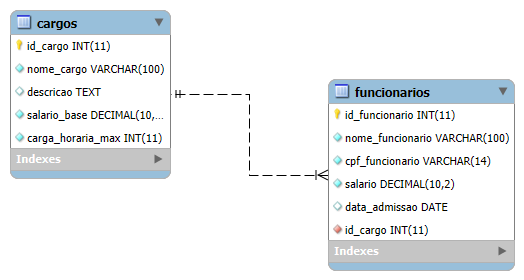 cargos
id_cargo INT(11)
nome_cargo VARCHAR(100)
descricao TEXT
salario_base DECIMAL(10,...
carga_horaria_max INT(11)
Indexes
funcionarios
id_funcionario INT(11)
nome_funcionario VARCHAR(100)
cpf_funcionario VARCHAR(14)
salario DECIMAL(10,2)
data_admissao DATE
id_cargo INT(11)
Indexes